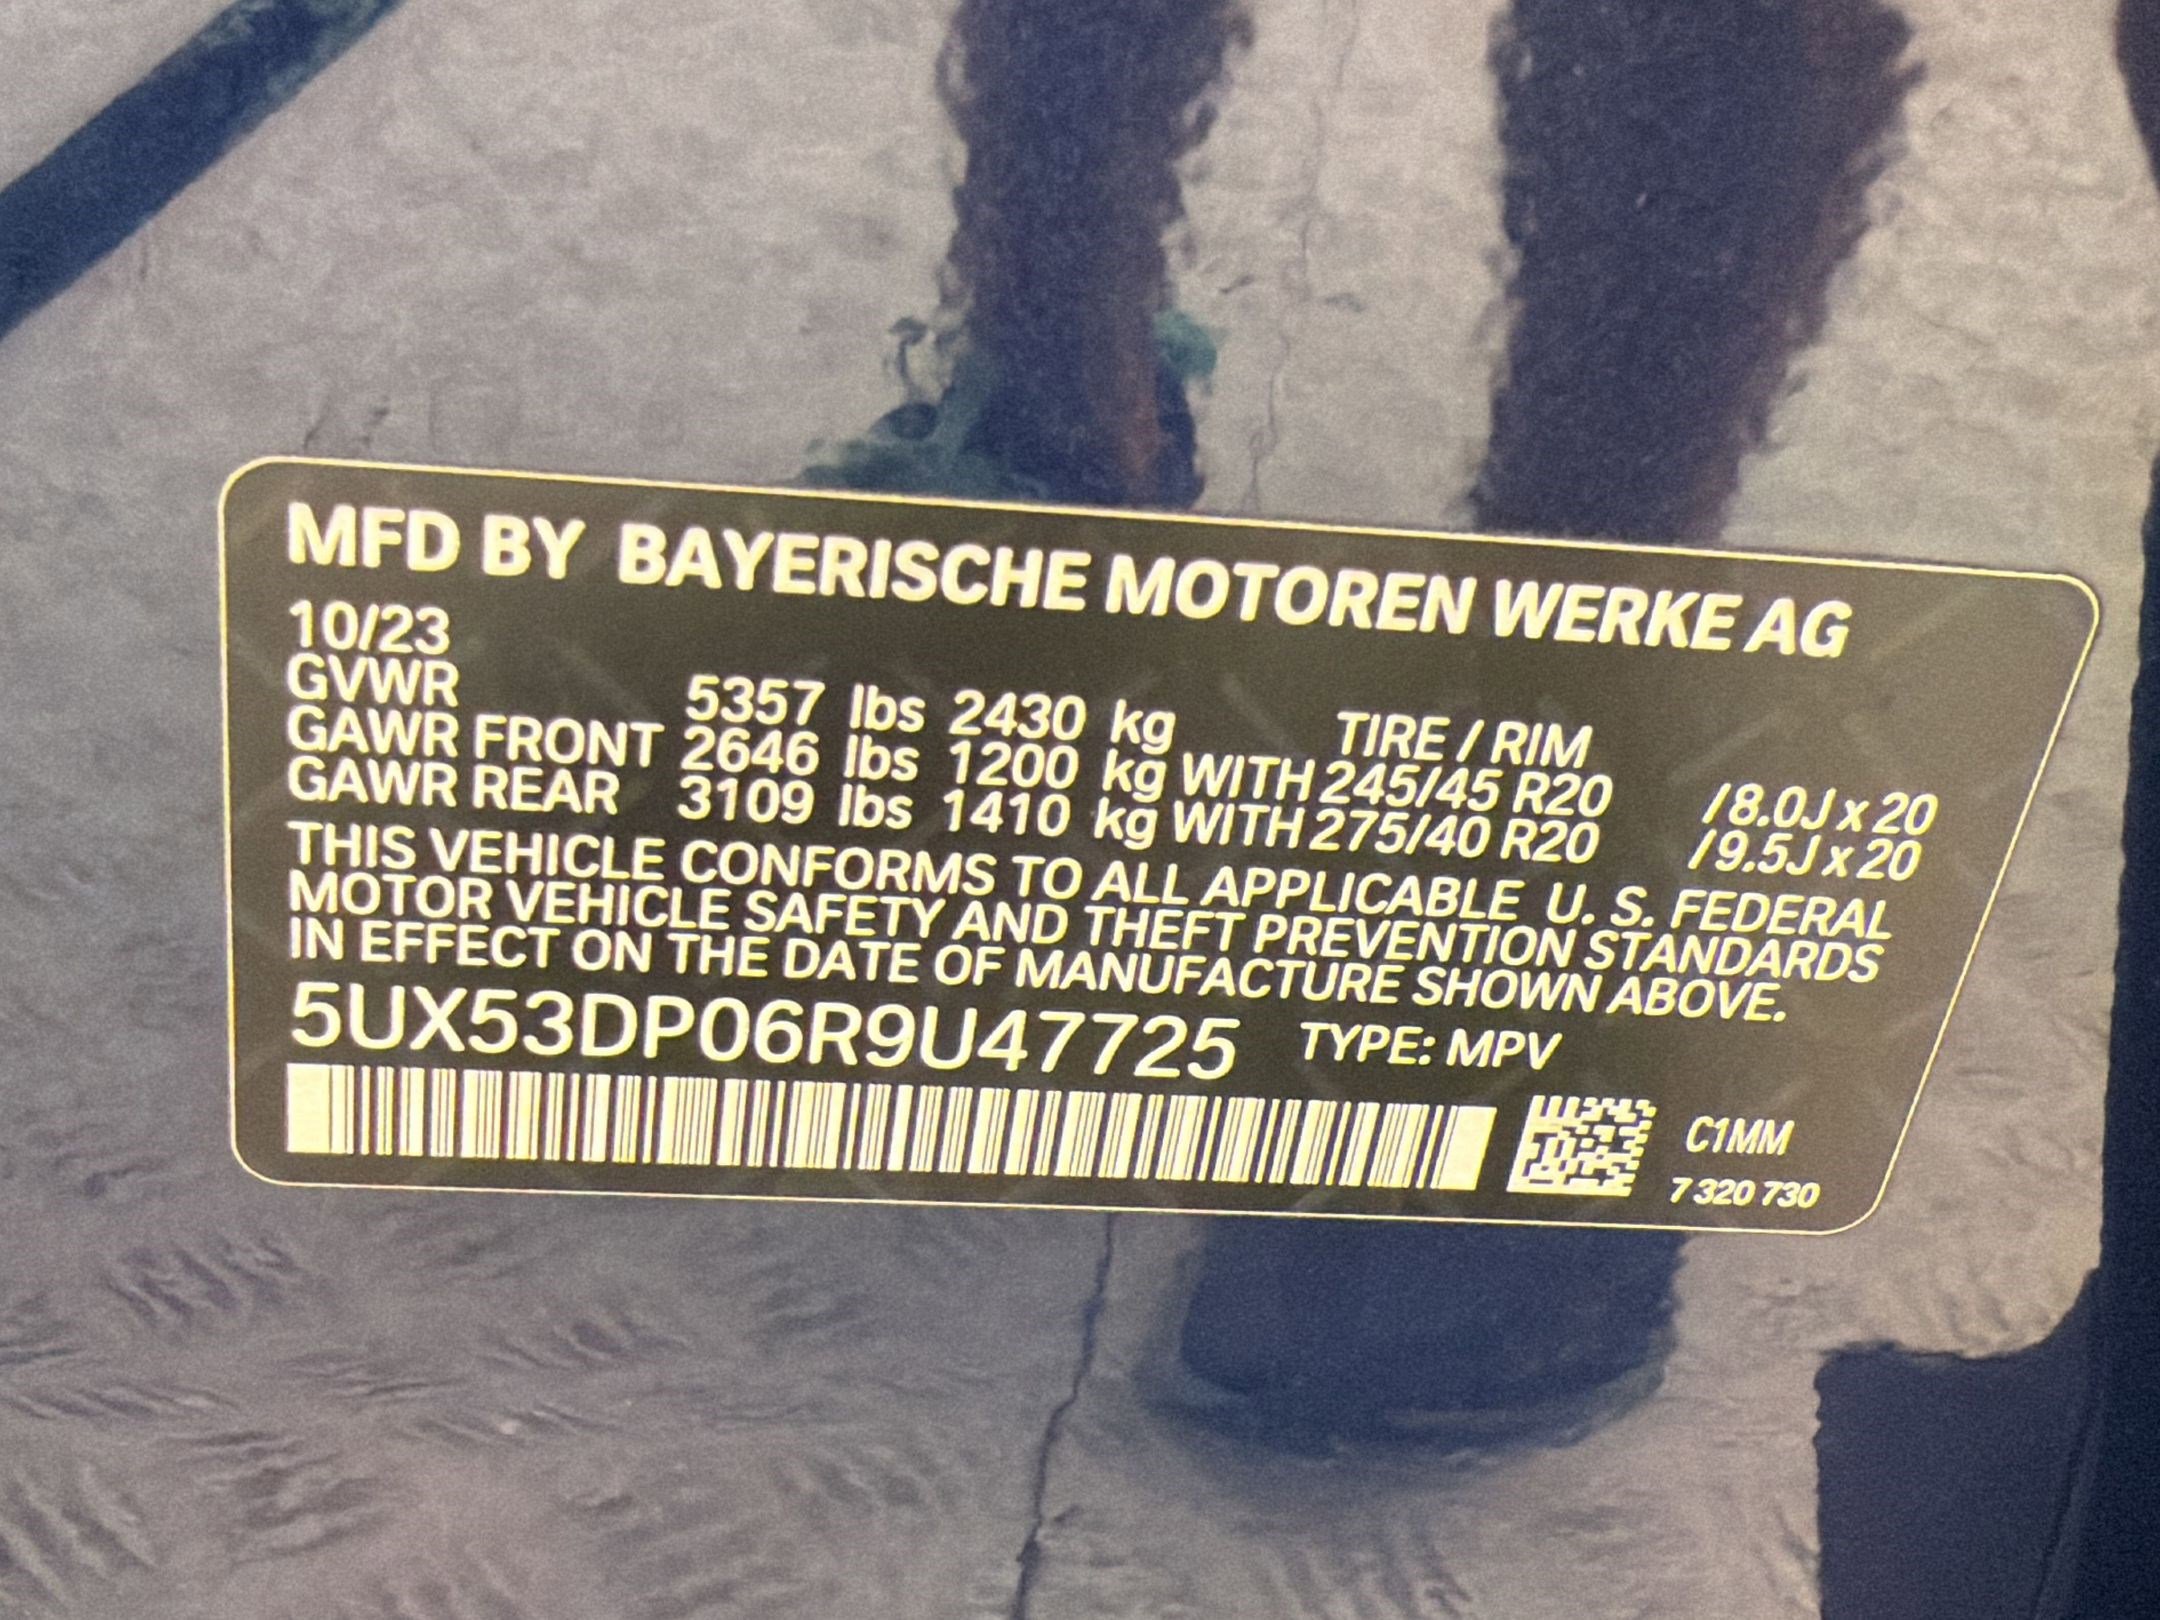 MFD BY BAYERISCHE MOTOREN WERKE AG
10/23
GVWR 5357 lbs 2430 kg TIRE / RIM
GAWR FRONT 2646 lbs 1200 kg WITH 245/45 R20 /8.0J x 20
GAWR REAR 3109 lbs 1410 kg WITH 275/40 R20 /9.5J x 20
THIS VEHICLE CONFORMS TO ALL APPLICABLE U. S. FEDERAL
MOTOR VEHICLE SAFETY AND THEFT PREVENTION STANDARDS
IN EFFECT ON THE DATE OF MANUFACTURE SHOWN ABOVE.
5UX53DP06R9U47725 TYPE: MPV
C1MM
7 320 730